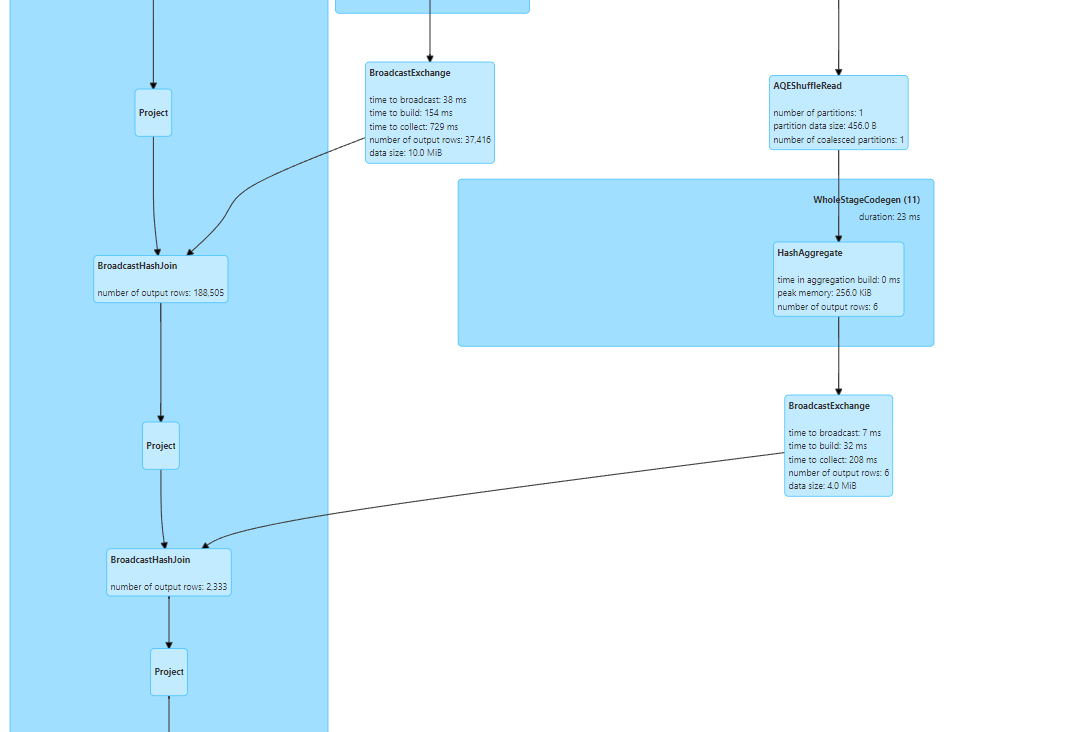 BroadcastExchange
time to broadcast: 38 ms
time to build: 154 ms
time to collect: 729 ms
number of output rows: 37,416
data size: 10.0 MiB
AQEShuffleRead
number of partitions: 1
partition data size: 456.0 B
number of coalesced partitions: 1
Project
WholeStageCodegen (11)
duration: 23 ms
HashAggregate
time in aggregation build: 0 ms
peak memory: 256.0 KiB
number of output rows: 6
BroadcastHashJoin
number of output rows: 188,505
BroadcastExchange
time to broadcast: 7 ms
time to build: 32 ms
time to collect: 208 ms
number of output rows: 6
data size: 4.0 MiB
Project
BroadcastHashJoin
number of output rows: 2,333
Project